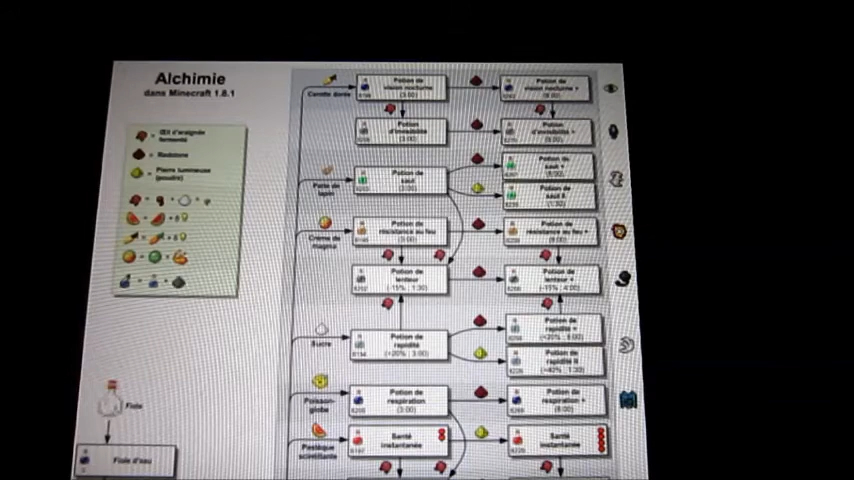 Alchimie
dans Minecraft 1.8.1
= Œil d'araignée
fermenté
= Redstone
= Pierre lumineuse
(poudre)
Fiole
Fiole d'eau
Carotte dorée
Potion de
vision nocturne
(3:00)
Potion de
vision nocturne +
(8:00)
Potion
d'invisibilité
(3:00)
Potion
d'invisibilité +
(8:00)
Patte de
lapin
Potion de
saut
(3:00)
Potion de
saut +
(8:00)
Potion de
saut II
(1:30)
Crème de
magma
Potion de
résistance au feu
(3:00)
Potion de
résistance au feu +
(8:00)
Potion de
lenteur
(-15% ; 1:30)
Potion de
lenteur +
(-15% ; 4:00)
Sucre
Potion de
rapidité
(+20% ; 3:00)
Potion de
rapidité +
(+20% ; 8:00)
Potion de
rapidité II
(+40% ; 1:30)
Poisson-
globe
Potion de
respiration
(3:00)
Potion de
respiration +
(8:00)
Pastèque
scintillante
Santé
instantanée
Santé
instantanée